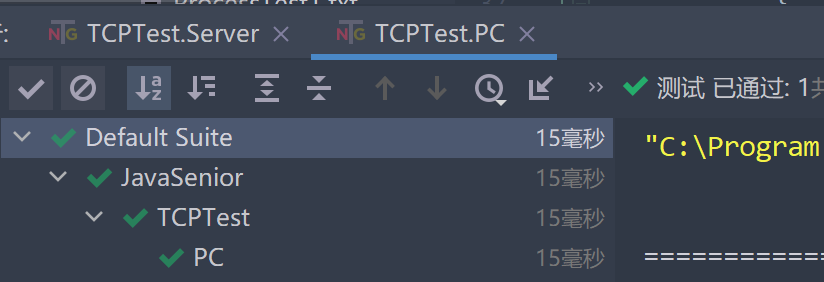 TCPTest.Server
TCPTest.PC
测试 已通过: 1共
Default Suite 15毫秒
"C:\Program
JavaSenior 15毫秒
TCPTest 15毫秒
PC 15毫秒
============